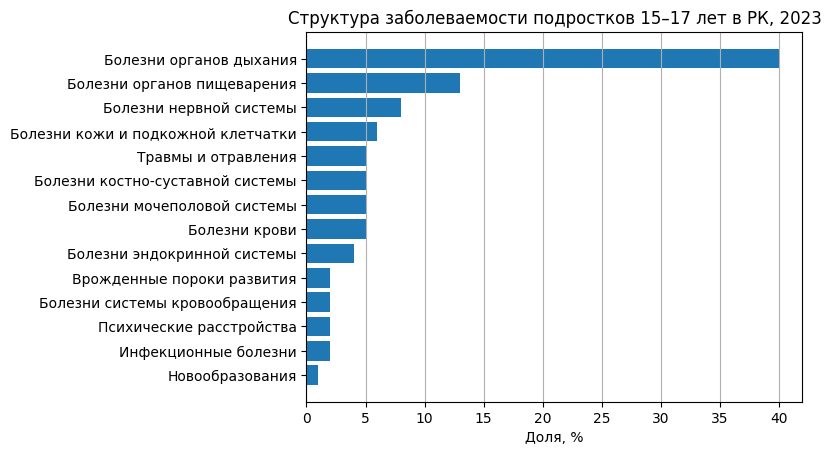 Структура заболеваемости подростков 15–17 лет в РК, 2023
Болезни органов дыхания
Болезни органов пищеварения
Болезни нервной системы
Болезни кожи и подкожной клетчатки
Травмы и отравления
Болезни костно-суставной системы
Болезни мочеполовой системы
Болезни крови
Болезни эндокринной системы
Врожденные пороки развития
Болезни системы кровообращения
Психические расстройства
Инфекционные болезни
Новообразования
0 5 10 15 20 25 30 35 40
Доля, %